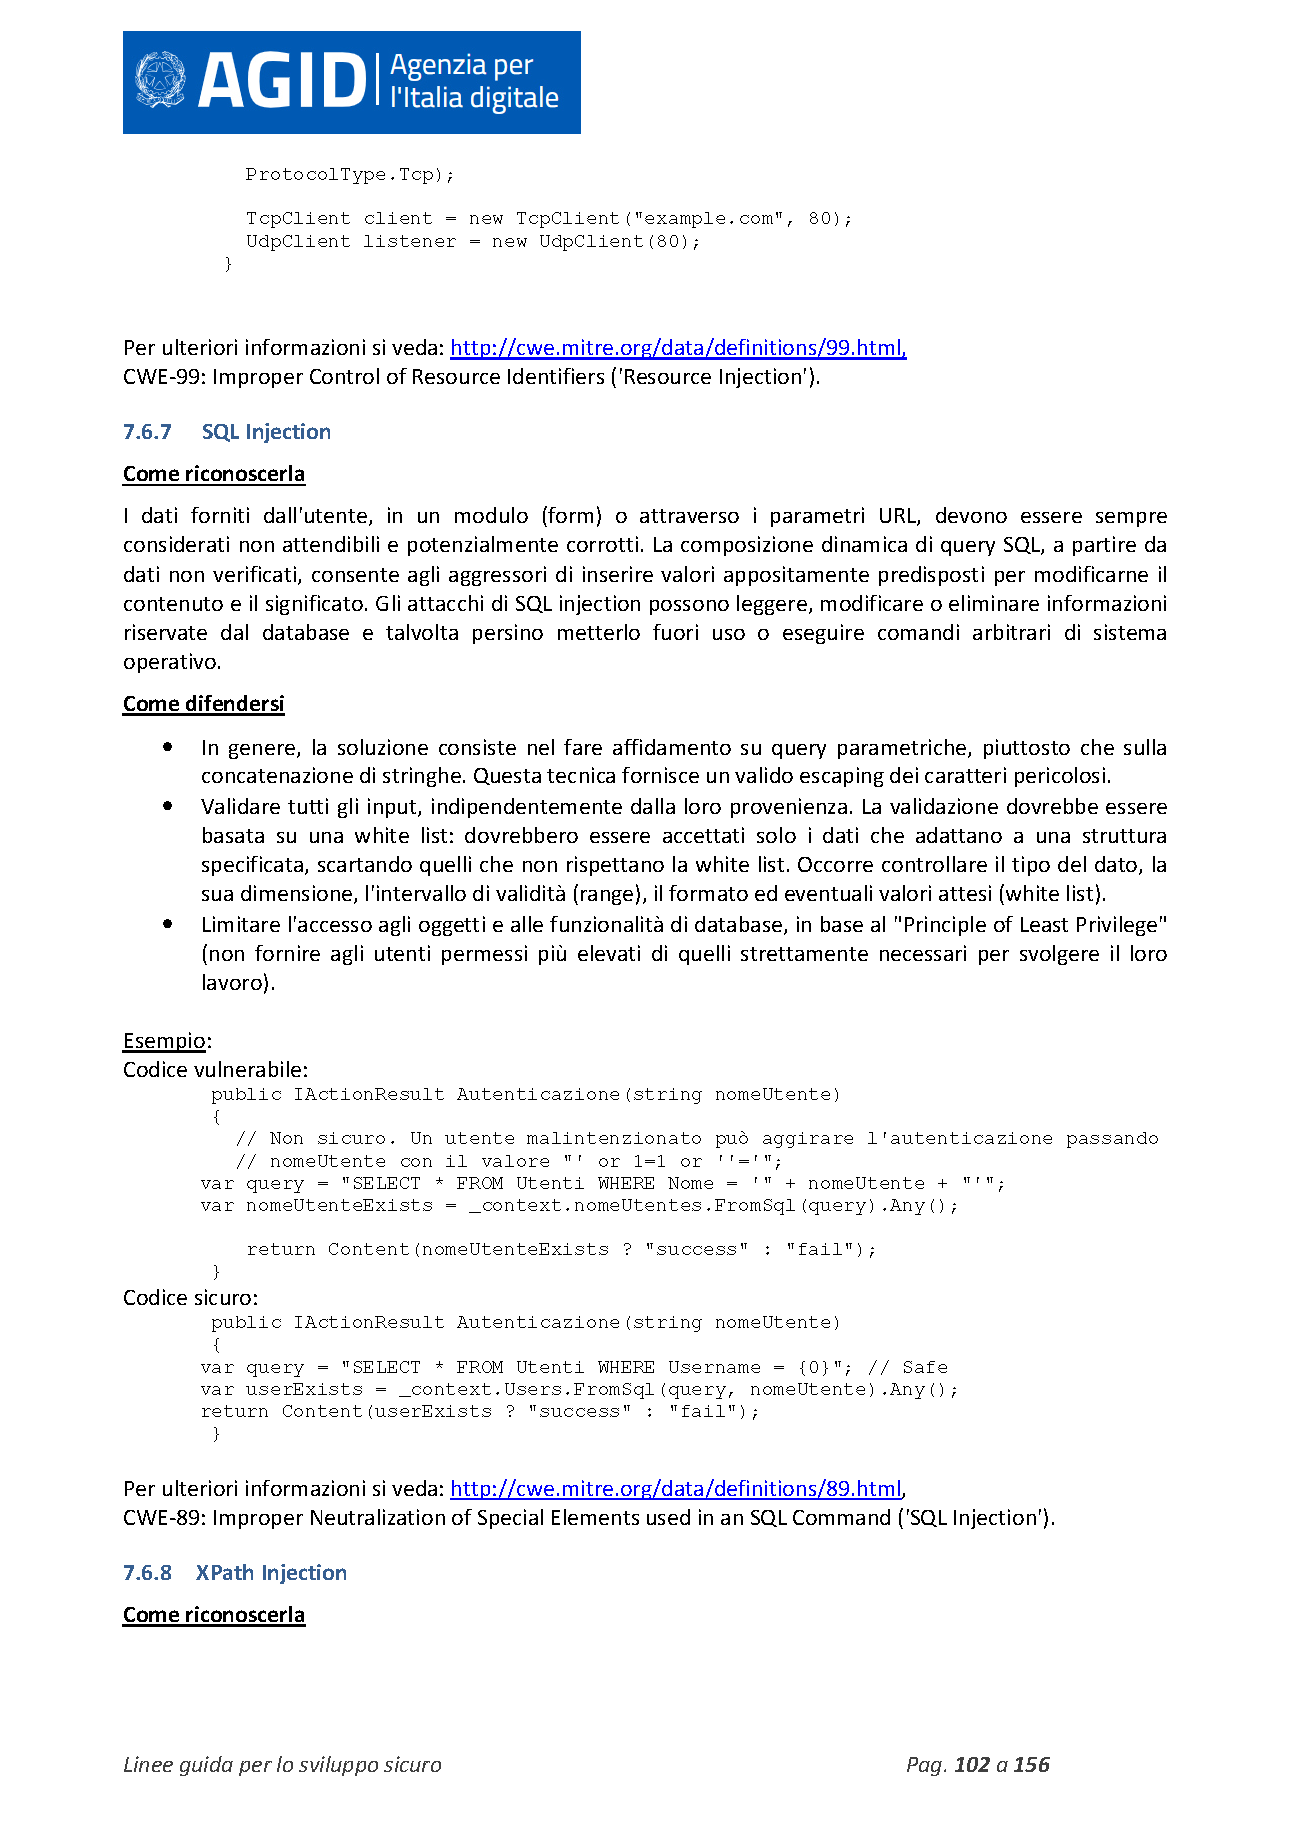 AGID Agenzia per
l'Italia digitale
ProtocolType.Tcp);
TcpClient client = new TcpClient("example.com", 80);
UdpClient listener = new UdpClient(80);
}
Per ulteriori informazioni si veda: http://cwe.mitre.org/data/definitions/99.html,
CWE-99: Improper Control of Resource Identifiers ('Resource Injection').
7.6.7 SQL Injection
Come riconoscerla
I dati forniti dall'utente, in un modulo (form) o attraverso i parametri URL, devono essere sempre
considerati non attendibili e potenzialmente corrotti. La composizione dinamica di query SQL, a partire da
dati non verificati, consente agli aggressori di inserire valori appositamente predisposti per modificarne il
contenuto e il significato. Gli attacchi di SQL injection possono leggere, modificare o eliminare informazioni
riservate dal database e talvolta persino metterlo fuori uso o eseguire comandi arbitrari di sistema
operativo.
Come difendersi
• In genere, la soluzione consiste nel fare affidamento su query parametriche, piuttosto che sulla
concatenazione di stringhe. Questa tecnica fornisce un valido escaping dei caratteri pericolosi.
• Validare tutti gli input, indipendentemente dalla loro provenienza. La validazione dovrebbe essere
basata su una white list: dovrebbero essere accettati solo i dati che adattano a una struttura
specificata, scartando quelli che non rispettano la white list. Occorre controllare il tipo del dato, la
sua dimensione, l'intervallo di validità (range), il formato ed eventuali valori attesi (white list).
• Limitare l'accesso agli oggetti e alle funzionalità di database, in base al "Principle of Least Privilege"
(non fornire agli utenti permessi più elevati di quelli strettamente necessari per svolgere il loro
lavoro).
Esempio:
Codice vulnerabile:
public IActionResult Autenticazione(string nomeUtente)
{
// Non sicuro. Un utente malintenzionato può aggirare l'autenticazione passando
// nomeUtente con il valore "' or 1=1 or ''='";
var query = "SELECT * FROM Utenti WHERE Nome = '" + nomeUtente + "'";
var nomeUtenteExists = _context.nomeUtentes.FromSql(query).Any();
return Content(nomeUtenteExists ? "success" : "fail");
}
Codice sicuro:
public IActionResult Autenticazione(string nomeUtente)
{
var query = "SELECT * FROM Utenti WHERE Username = {0}"; // Safe
var userExists = _context.Users.FromSql(query, nomeUtente).Any();
return Content(userExists ? "success" : "fail");
}
Per ulteriori informazioni si veda: http://cwe.mitre.org/data/definitions/89.html,
CWE-89: Improper Neutralization of Special Elements used in an SQL Command ('SQL Injection').
7.6.8 XPath Injection
Come riconoscerla
Linee guida per lo sviluppo sicuro Pag. 102 a 156